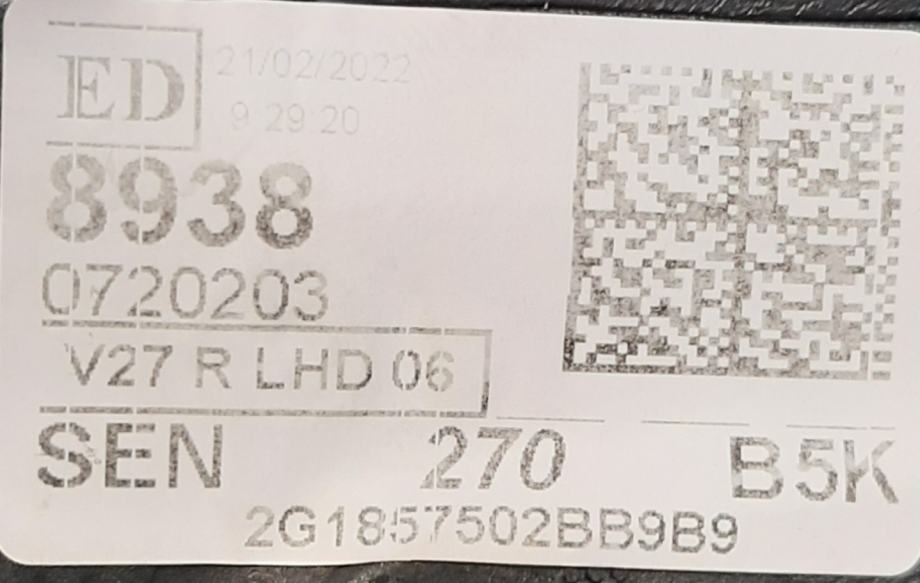 ED
21/02/2022
9:29:20
8938
0720203
V27 R LHD 06
SEN 270 B5K
2G1857502BB9B9